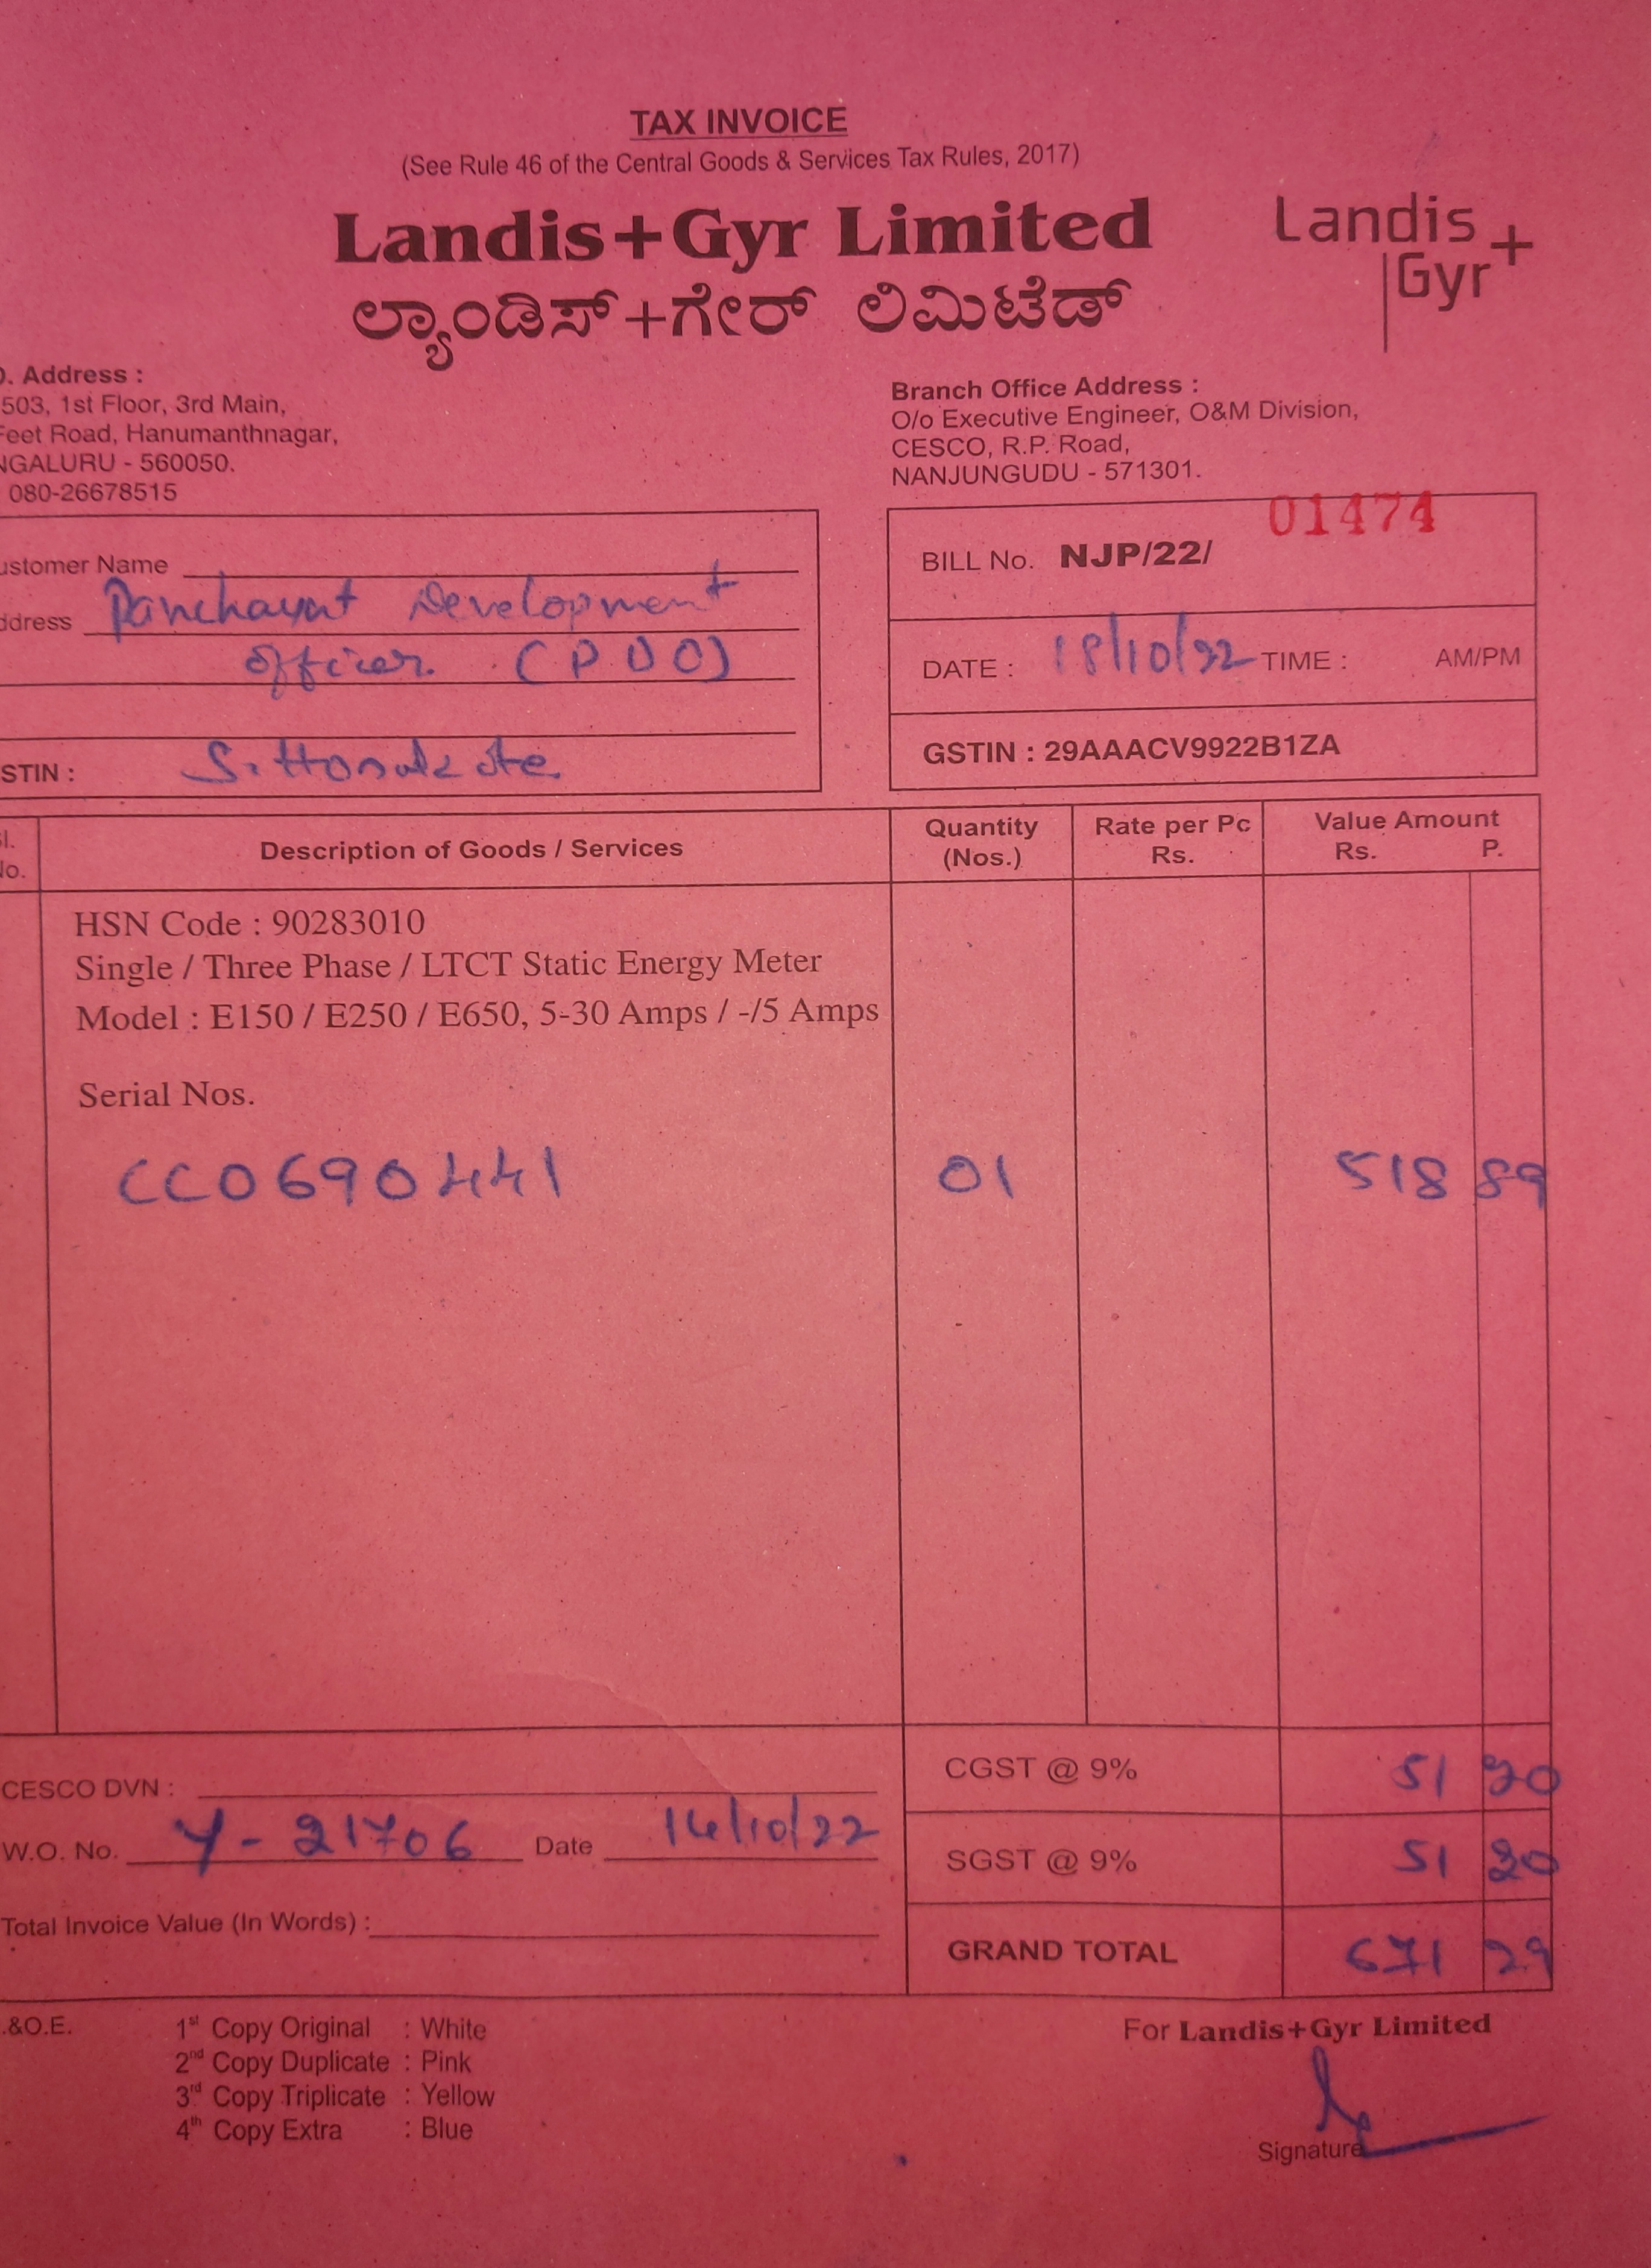 TAX INVOICE
(See Rule 46 of the Central Goods & Services Tax Rules, 2017)
Landis+Gyr Limited
ಲ್ಯಾಂಡಿಸ್+ಗೇರ್ ಲಿಮಿಟೆಡ್
Landis
Gyr+
. Address :
503, 1st Floor, 3rd Main,
Feet Road, Hanumanthnagar,
NGALURU - 560050.
080-26678515
Branch Office Address :
O/o Executive Engineer, O&M Division,
CESCO, R.P. Road,
NANJUNGUDU - 571301.
ustomer Name
ddress Panchayat Development
officer. (PDO)
STIN :
01474
BILL No. NJP/22/
DATE : 18/10/22 TIME : AM/PM
GSTIN : 29AAACV9922B1ZA
l. No. Description of Goods / Services Quantity (Nos.) Rate per Pc Rs. Value Amount Rs. P.
HSN Code : 90283010
Single / Three Phase / LTCT Static Energy Meter
Model : E150 / E250 / E650, 5-30 Amps / -/5 Amps
Serial Nos.
CC0690441 01 518 89
CGST @ 9% 51 20
CESCO DVN :
W.O. No. Y - 21706 Date 14/10/22
SGST @ 9% 51 20
Total Invoice Value (In Words) :
GRAND TOTAL 671 29
.&O.E.
1st Copy Original : White
2nd Copy Duplicate : Pink
3rd Copy Triplicate : Yellow
4th Copy Extra : Blue
For Landis+Gyr Limited
Signature